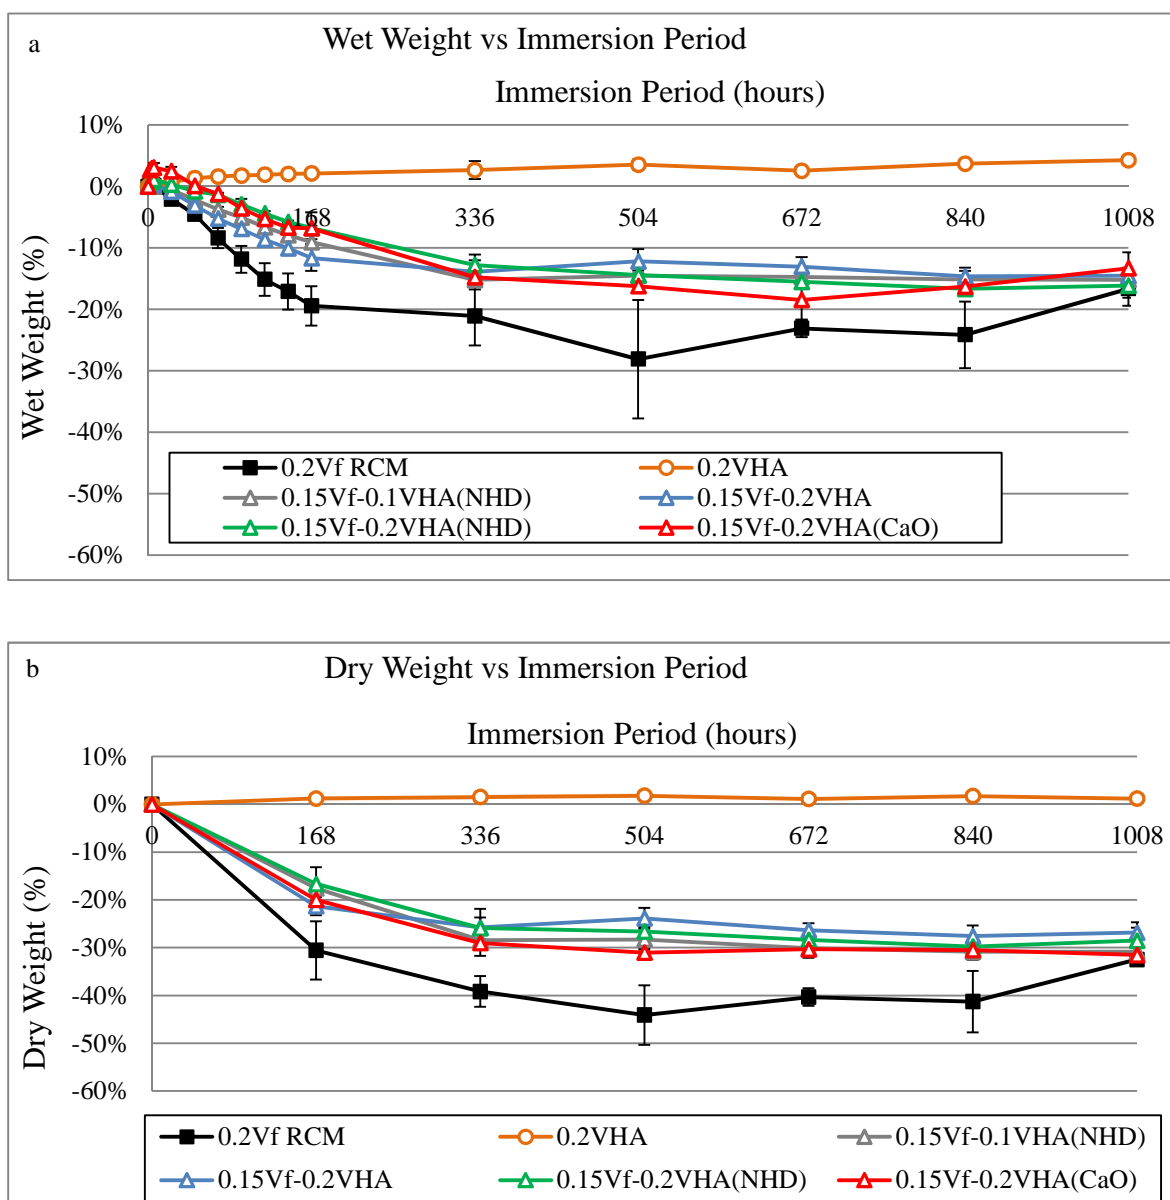 a
Wet Weight vs Immersion Period
Immersion Period (hours)
Wet Weight (%)
10%
0%
-10%
-20%
-30%
-40%
-50%
-60%
0 168 336 504 672 840 1008
0.2Vf RCM 0.2VHA
0.15Vf-0.1VHA(NHD) 0.15Vf-0.2VHA
0.15Vf-0.2VHA(NHD) 0.15Vf-0.2VHA(CaO)
b
Dry Weight vs Immersion Period
Immersion Period (hours)
Dry Weight (%)
10%
0%
-10%
-20%
-30%
-40%
-50%
-60%
0 168 336 504 672 840 1008
0.2Vf RCM 0.2VHA 0.15Vf-0.1VHA(NHD)
0.15Vf-0.2VHA 0.15Vf-0.2VHA(NHD) 0.15Vf-0.2VHA(CaO)